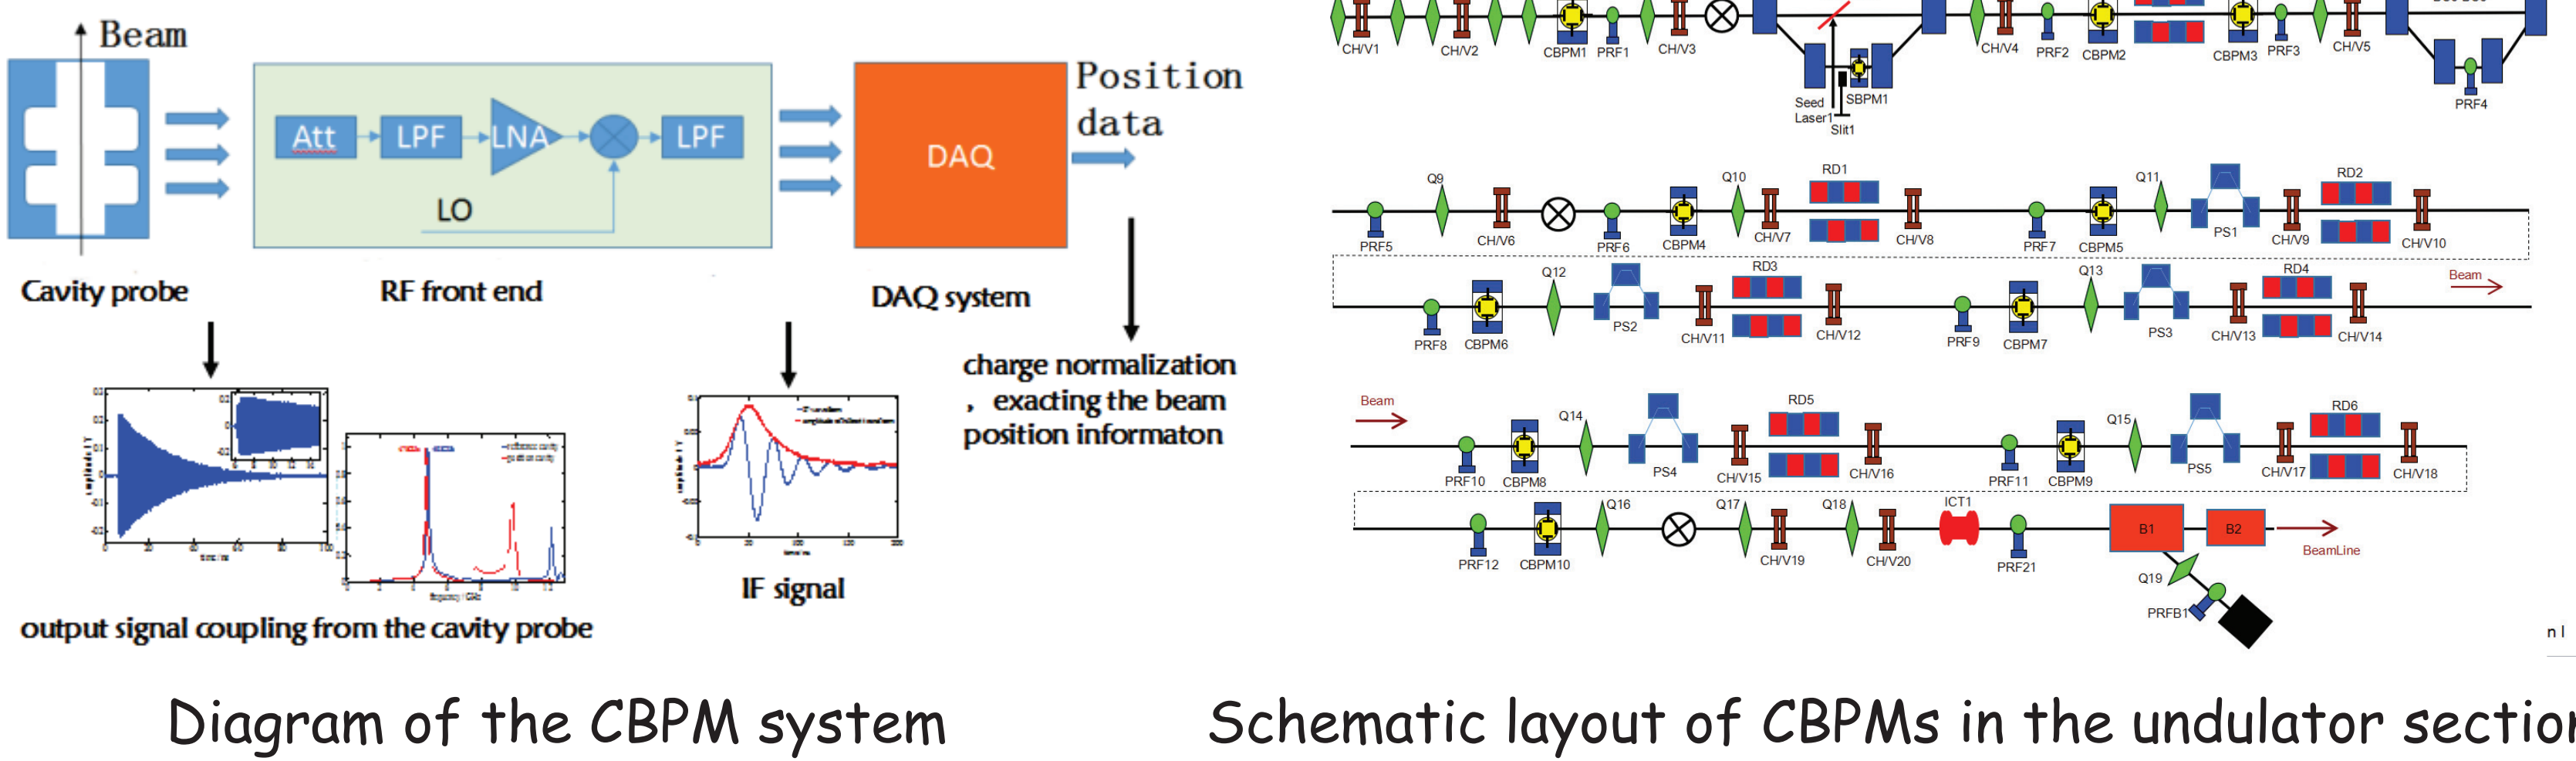 Beam
Att
LPF
LNA
LPF
LO
DAQ
Position
data
Cavity probe
RF front end
DAQ system
charge normalization
, exacting the beam
position informaton
IF signal
output signal coupling from the cavity probe
Diagram of the CBPM system
CH/V1
CH/V2
CBPM1
PRF1
CH/V3
Seed
Laser1
Slit1
SBPM1
CH/V4
PRF2
CBPM2
CBPM3
PRF3
CH/V5
PRF4
PRF5
Q9
CH/V6
PRF6
CBPM4
Q10
CH/V7
RD1
CH/V8
PRF7
CBPM5
Q11
PS1
CH/V9
RD2
CH/V10
PRF8
CBPM6
Q12
PS2
CH/V11
RD3
CH/V12
PRF9
CBPM7
Q13
PS3
CH/V13
RD4
CH/V14
Beam
Beam
PRF10
CBPM8
Q14
PS4
CH/V15
RD5
CH/V16
PRF11
CBPM9
Q15
PS5
CH/V17
RD6
CH/V18
PRF12
CBPM10
Q16
Q17
CH/V19
Q18
CH/V20
ICT1
PRF21
B1
B2
BeamLine
Q19
PRFB1
n l
Schematic layout of CBPMs in the undulator section